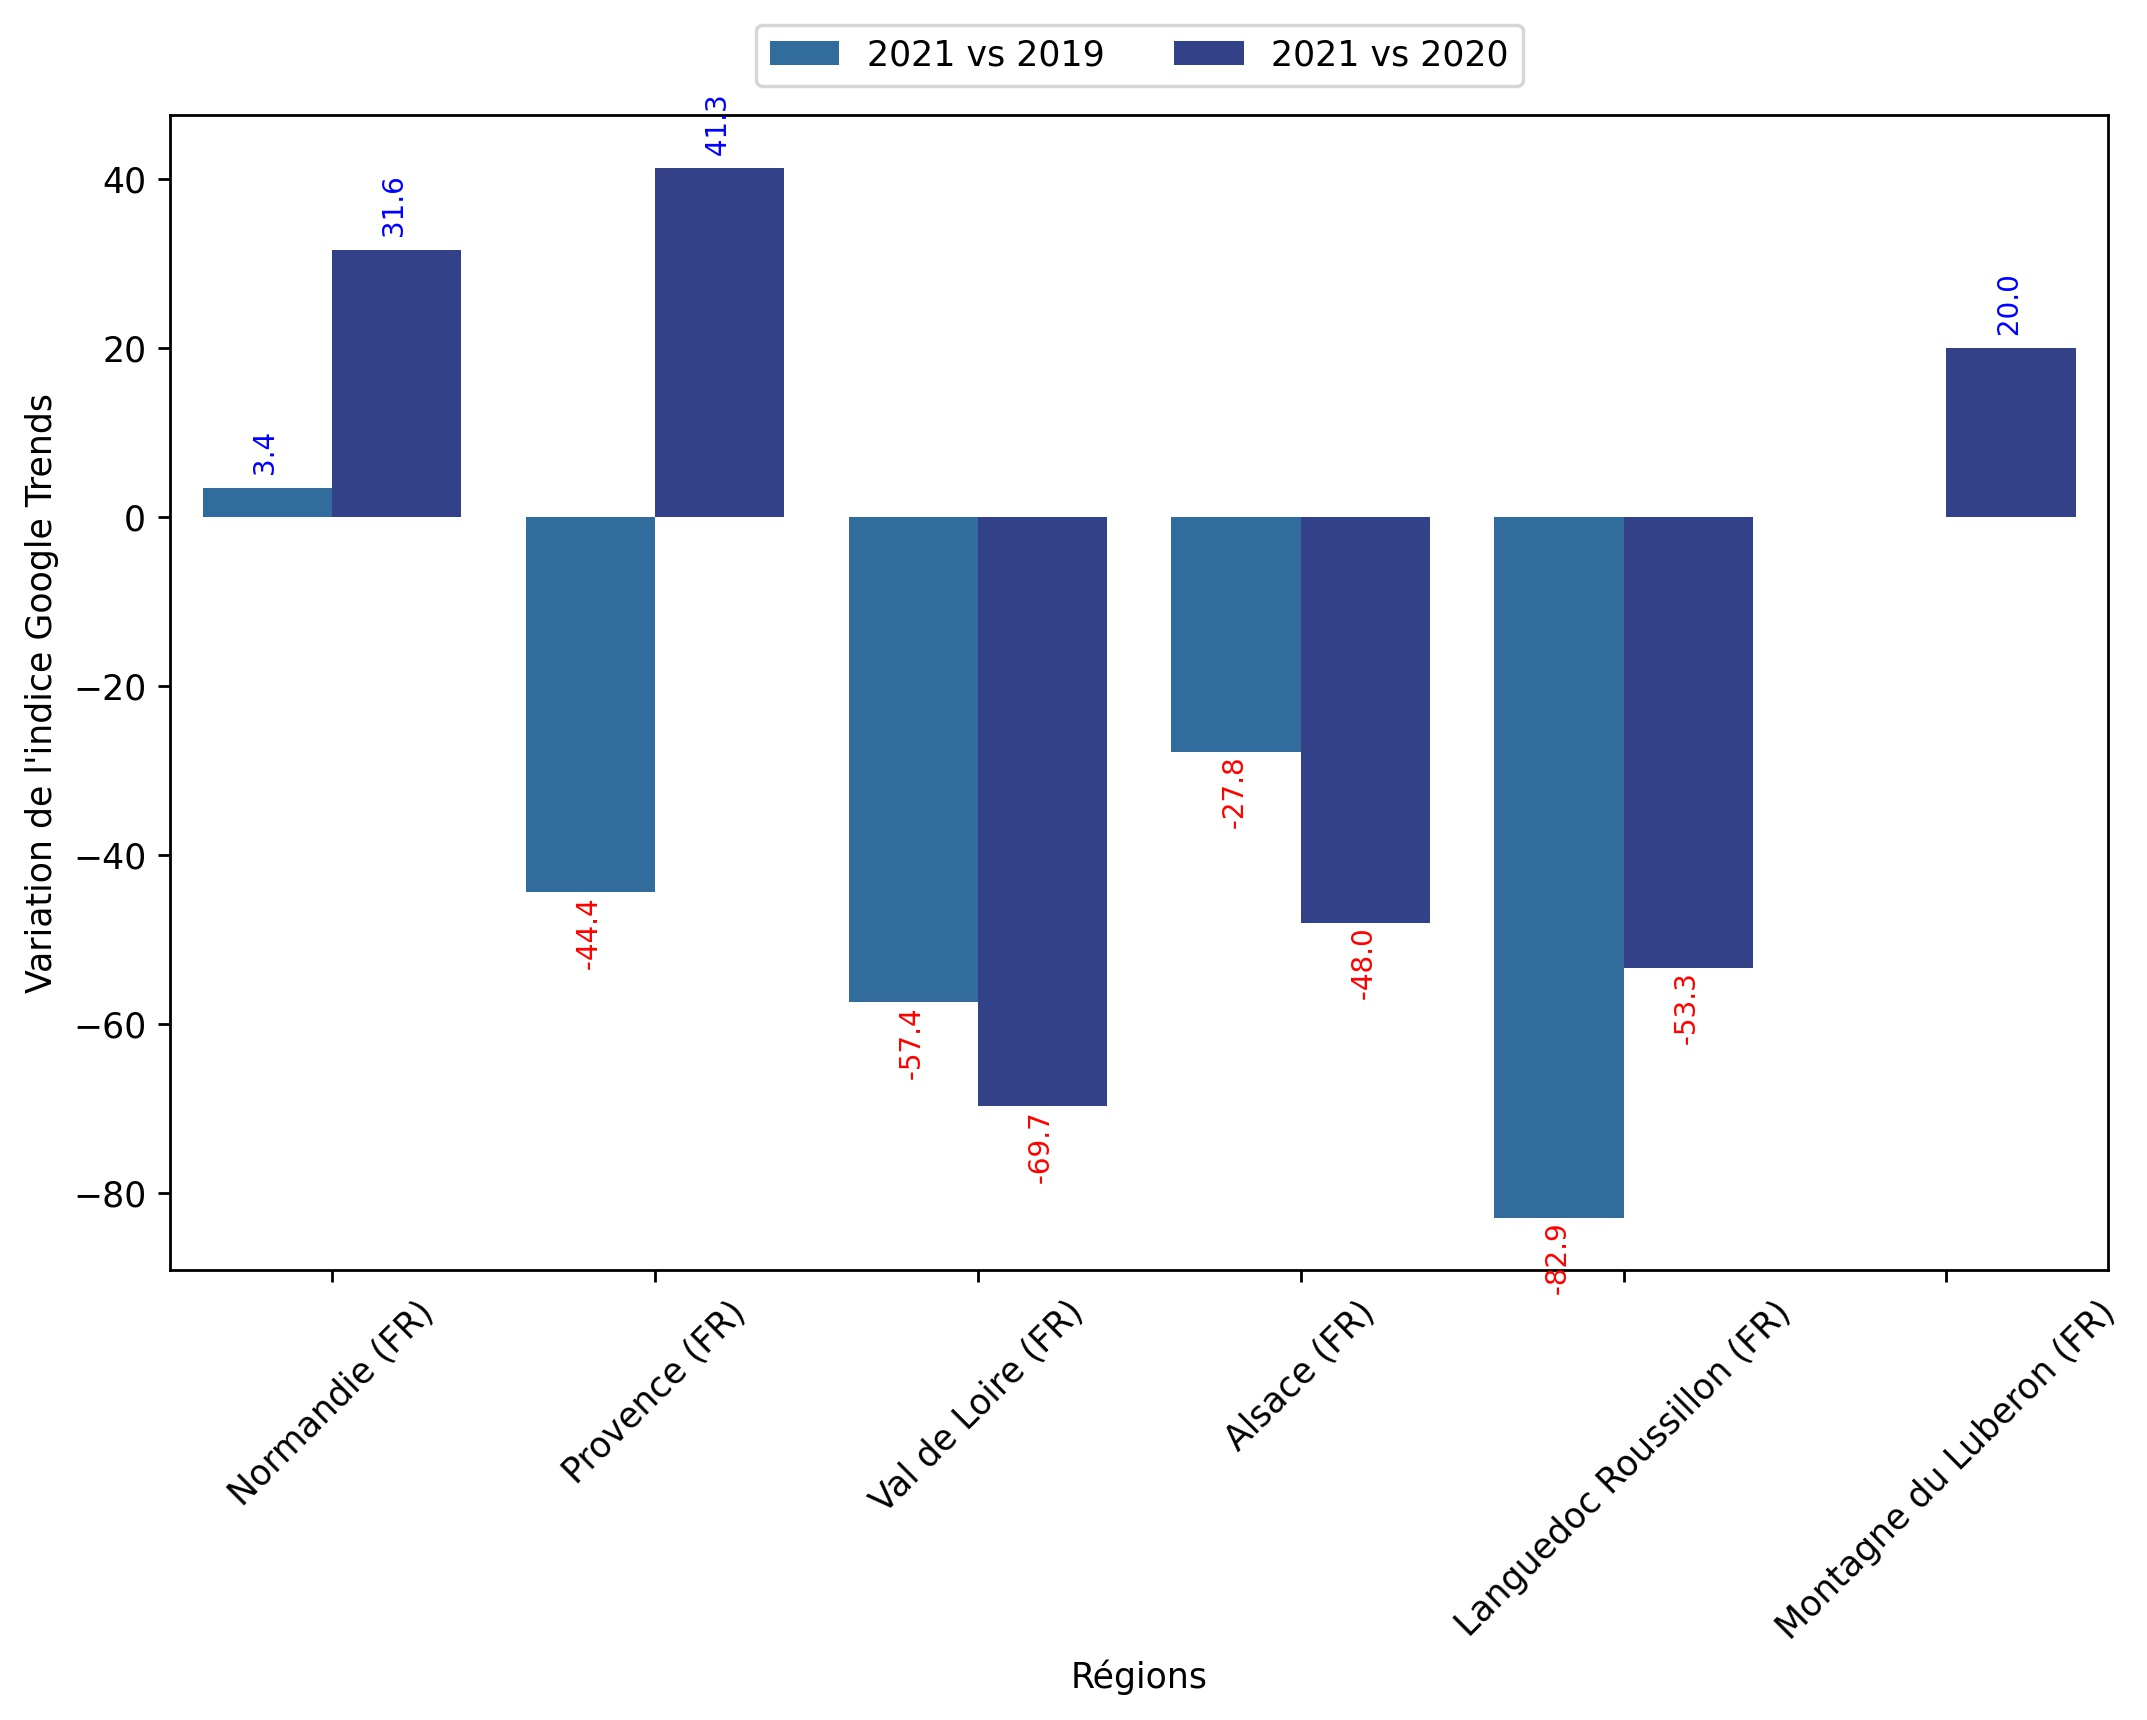 2021 vs 2019
2021 vs 2020
Variation de l'indice Google Trends
40
20
0
−20
−40
−60
−80
3.4
31.6
-44.4
41.3
-57.4
-69.7
-27.8
-48.0
-82.9
-53.3
20.0
Normandie (FR)
Provence (FR)
Val de Loire (FR)
Alsace (FR)
Languedoc Roussillon (FR)
Montagne du Luberon (FR)
Régions